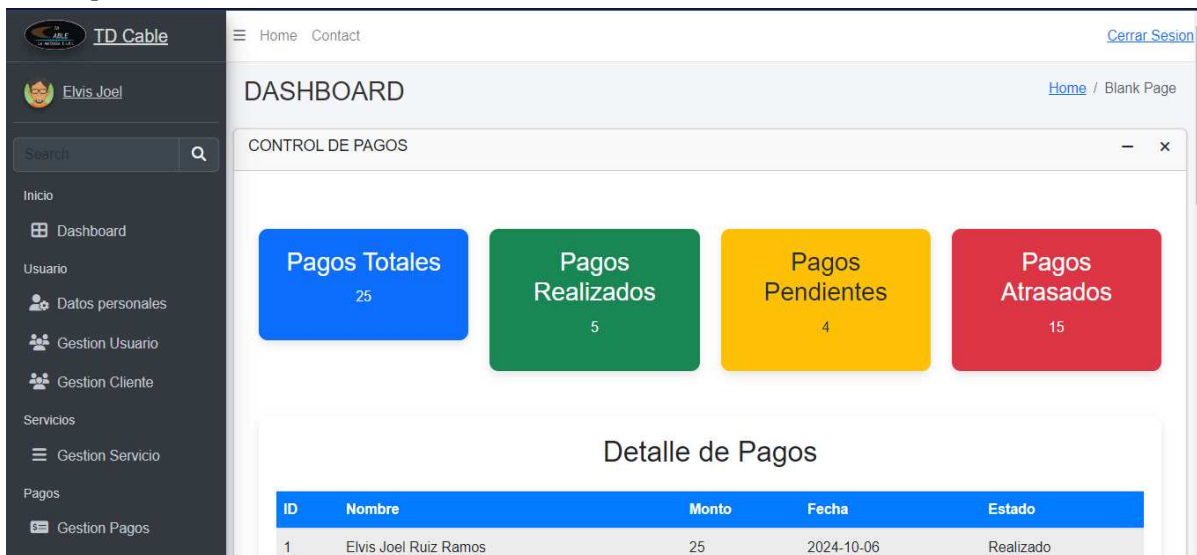 TD Cable
Home Contact
Cerrar Sesion
Elvis Joel
DASHBOARD
Home / Blank Page
Search
CONTROL DE PAGOS
Inicio
Dashboard
Usuario
Datos personales
Gestion Usuario
Gestion Cliente
Servicios
Gestion Servicio
Pagos
Gestion Pagos
Pagos Totales
25
Pagos
Realizados
5
Pagos
Pendientes
4
Pagos
Atrasados
15
Detalle de Pagos
ID Nombre Monto Fecha Estado
1 Elvis Joel Ruiz Ramos 25 2024-10-06 Realizado